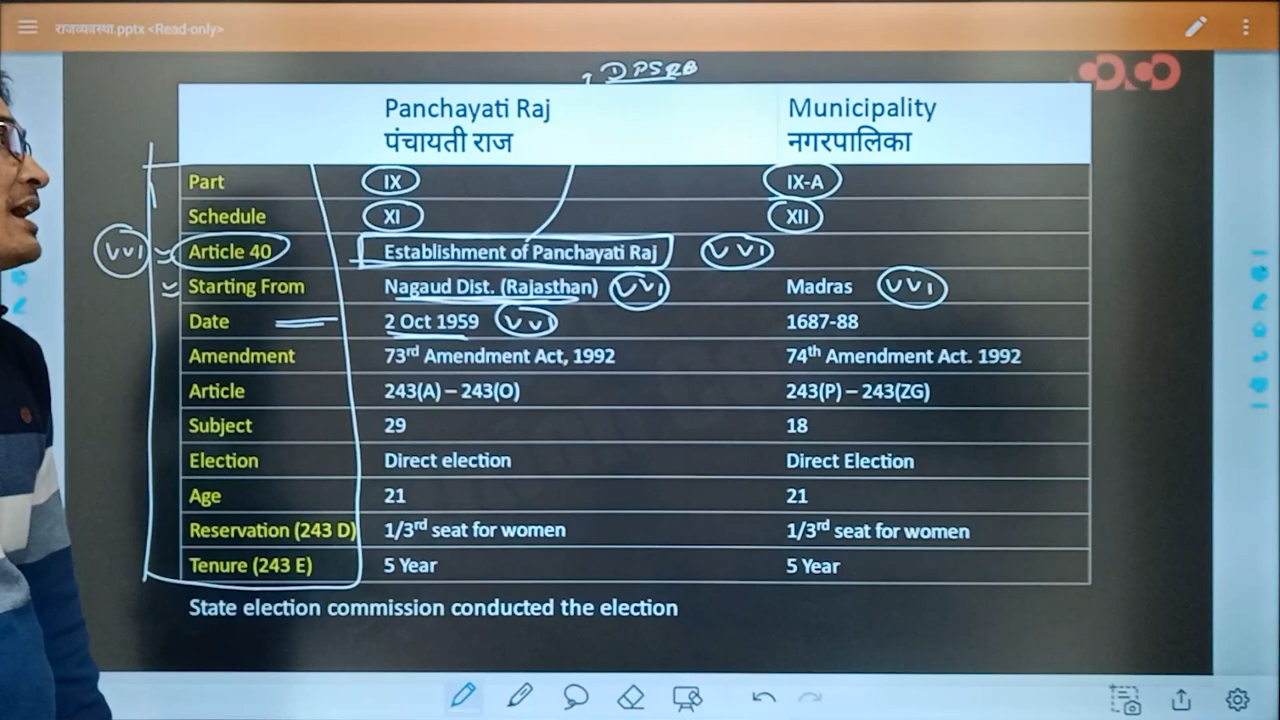 राजव्यवस्था.pptx <Read-only>
DPSRB
Panchayati Raj Municipality
पंचायती राज नगरपालिका
Part IX IX-A
Schedule XI XII
VVI Article 40 Establishment of Panchayati Raj VVI
Starting From Nagaud Dist. (Rajasthan) VVI Madras VVI
Date 2 Oct 1959 VVI 1687-88
Amendment 73rd Amendment Act, 1992 74th Amendment Act. 1992
Article 243(A) – 243(O) 243(P) – 243(ZG)
Subject 29 18
Election Direct election Direct Election
Age 21 21
Reservation (243 D) 1/3rd seat for women 1/3rd seat for women
Tenure (243 E) 5 Year 5 Year
State election commission conducted the election